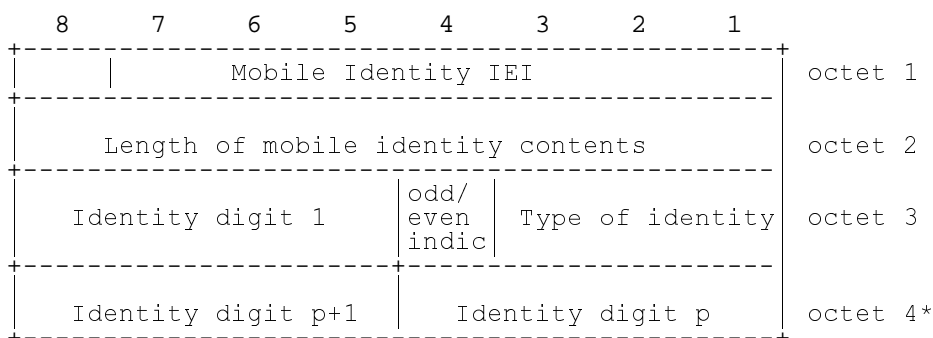 8 7 6 5 4 3 2 1
Mobile Identity IEI octet 1
Length of mobile identity contents octet 2
odd/
Identity digit 1 even Type of identity octet 3
indic
Identity digit p+1 Identity digit p octet 4*